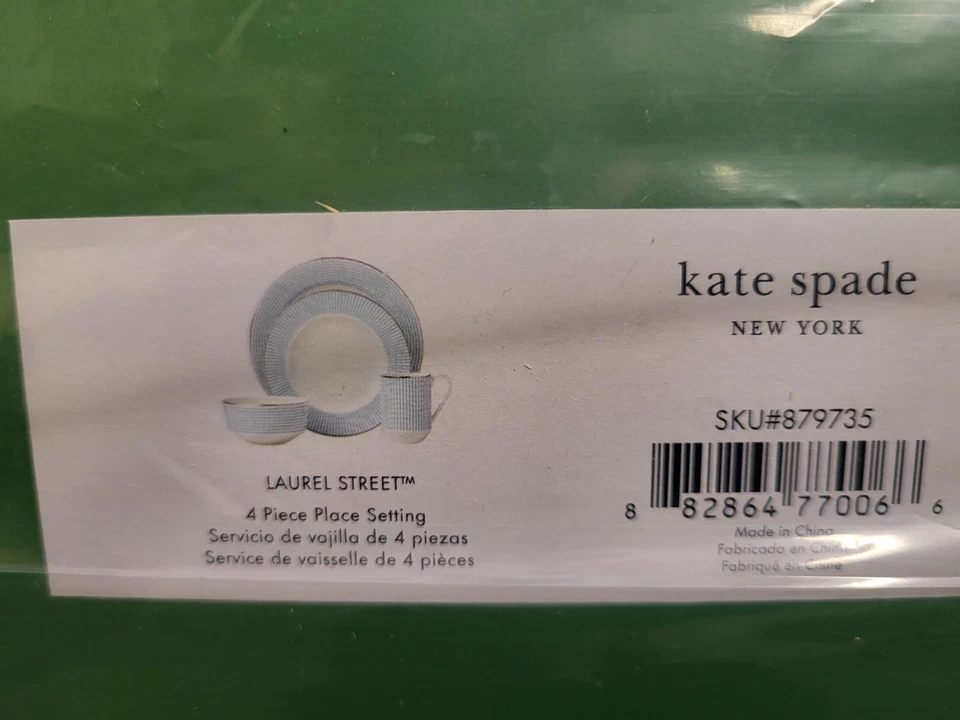 kate spade
NEW YORK
SKU#879735
8 82864 77006 6
Made in China
Fabricado en China
Fabriqué en Chine
LAUREL STREET™
4 Piece Place Setting
Servicio de vajilla de 4 piezas
Service de vaisselle de 4 pièces